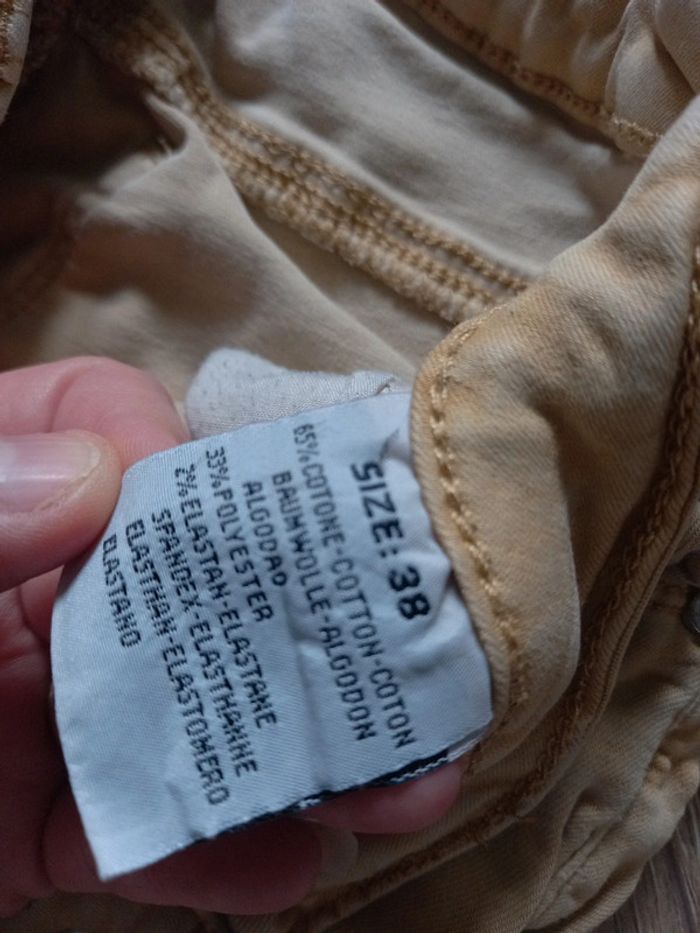 SIZE: 38
65% COTONE-COTTON-COTON
BAUMWOLLE-ALGODON
ALGODAO
33% POLYESTER
2% ELASTAN-ELASTANE
SPANDEX-ELASTHANNE
ELASTHAN-ELASTOMERO
ELASTANO